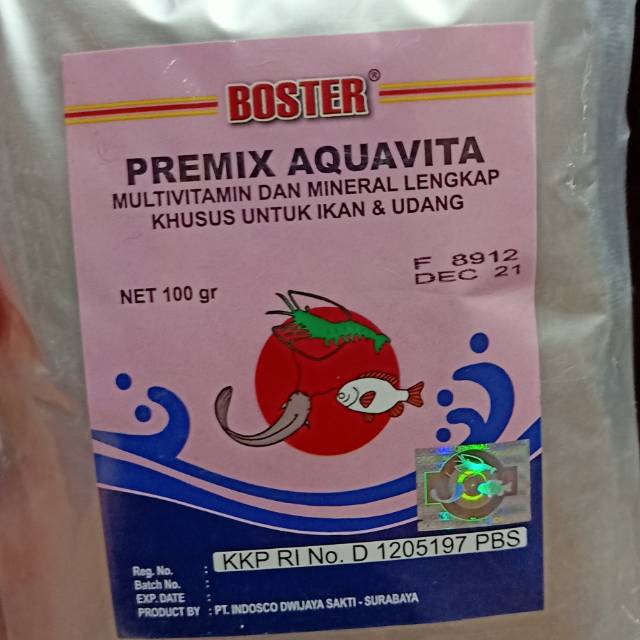 BOSTER®
PREMIX AQUAVITA
MULTIVITAMIN DAN MINERAL LENGKAP
KHUSUS UNTUK IKAN & UDANG
F 8912
DEC 21
NET 100 gr
Reg. No. : KKP RI No. D 1205197 PBS
Batch No. :
EXP. DATE :
PRODUCT BY : PT. INDOSCO DWIJAYA SAKTI - SURABAYA